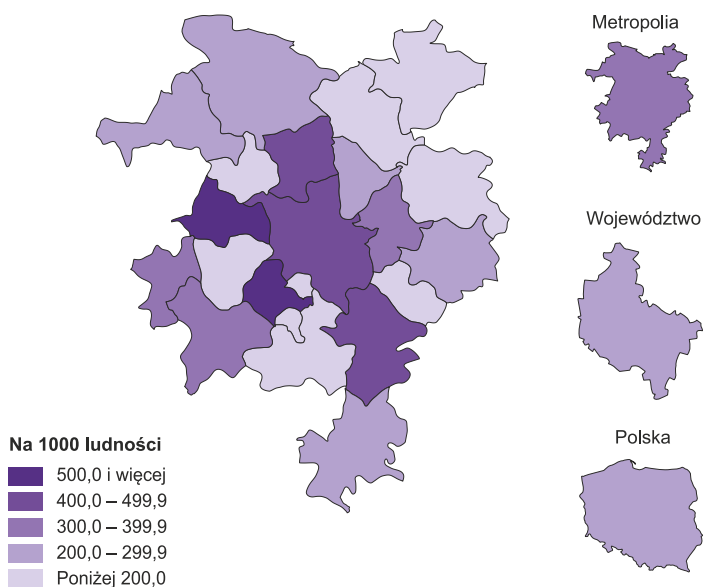 Metropolia
Województwo
Polska
Na 1000 ludności
500,0 i więcej
400,0 – 499,9
300,0 – 399,9
200,0 – 299,9
Poniżej 200,0